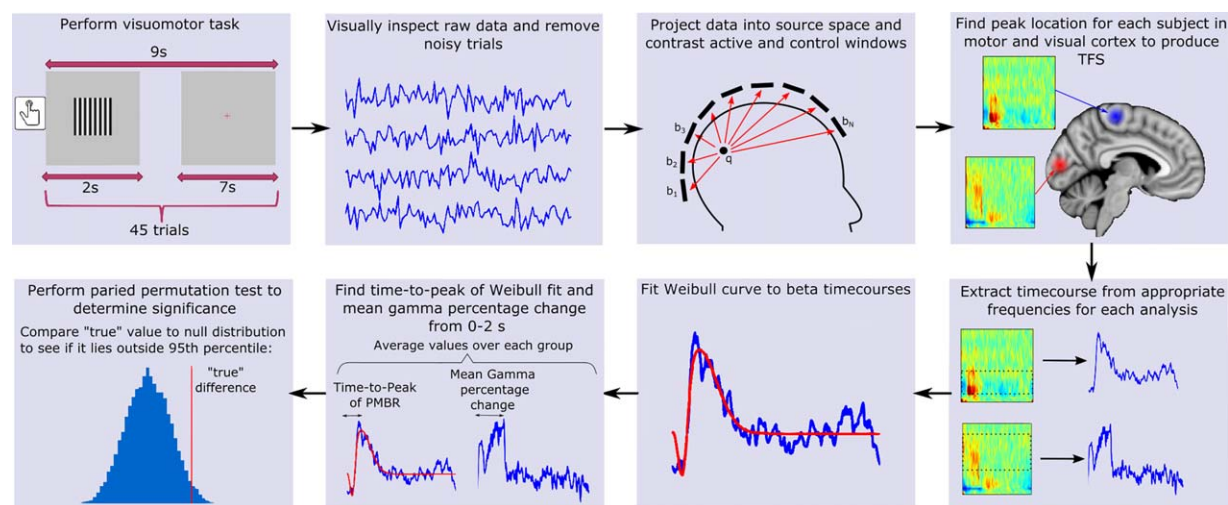 Perform visuomotor task
9s
2s
7s
45 trials
Visually inspect raw data and remove
noisy trials
Project data into source space and
contrast active and control windows
b1
b2
b3
bN
q
Find peak location for each subject in
motor and visual cortex to produce
TFS
Extract timecourse from appropriate
frequencies for each analysis
Fit Weibull curve to beta timecourses
Find time-to-peak of Weibull fit and
mean gamma percentage change
from 0-2 s
Average values over each group
Time-to-Peak
of PMBR
Mean Gamma
percentage
change
Perform paried permutation test to
determine significance
Compare "true" value to null distribution
to see if it lies outside 95th percentile:
"true"
difference